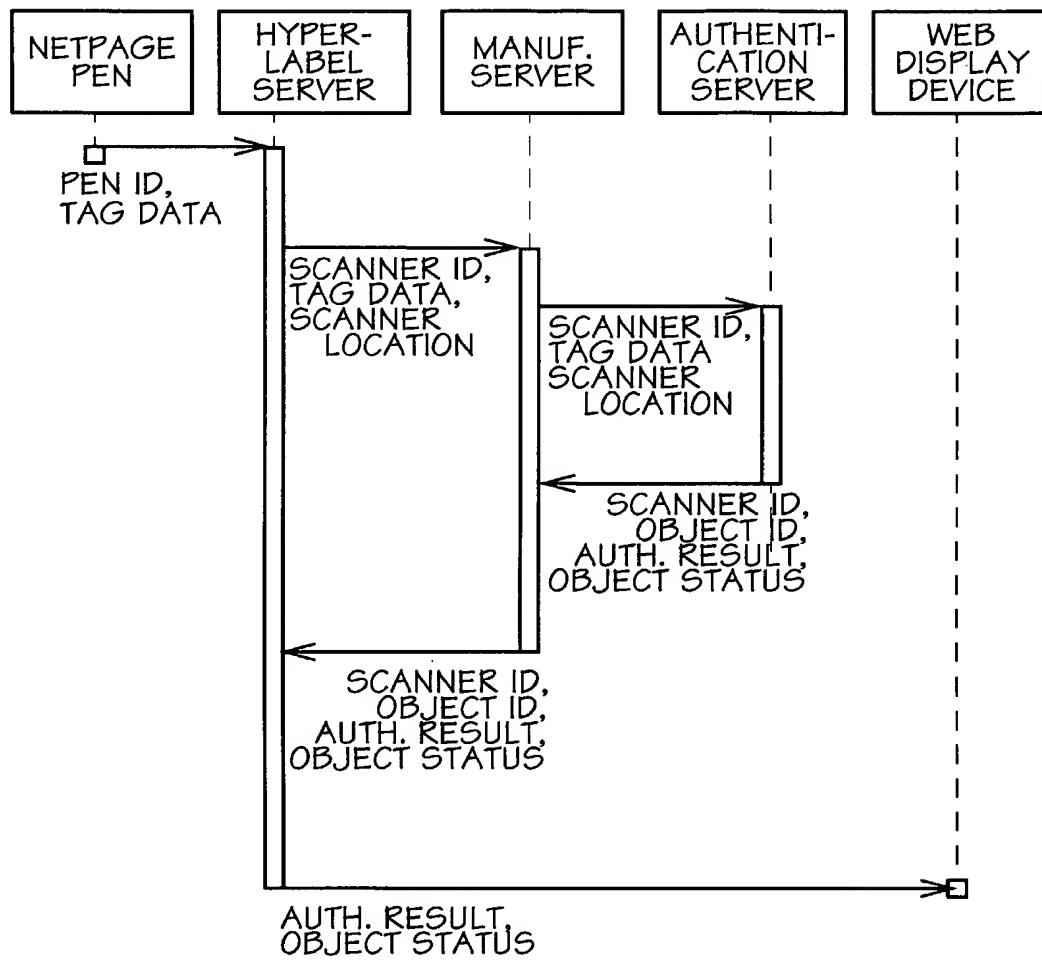 NETPAGE
PEN
HYPER-
LABEL
SERVER
MANUF.
SERVER
AUTHENTI-
CATION
SERVER
WEB
DISPLAY
DEVICE
PEN ID,
TAG DATA
SCANNER ID,
TAG DATA,
SCANNER
LOCATION
SCANNER ID,
TAG DATA
SCANNER
LOCATION
SCANNER ID,
OBJECT ID,
AUTH. RESULT,
OBJECT STATUS
SCANNER ID,
OBJECT ID,
AUTH. RESULT,
OBJECT STATUS
AUTH. RESULT,
OBJECT STATUS